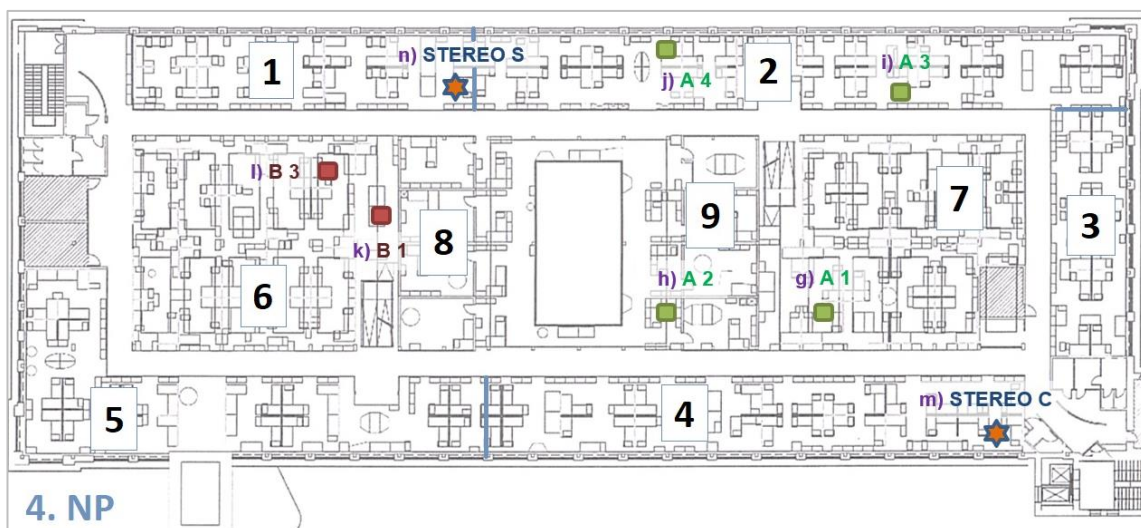 n) STEREO S
1
2
i) A 3
j) A 4
l) B 3
7
9
3
8
k) B 1
h) A 2
g) A 1
6
m) STEREO C
5
4
4. NP